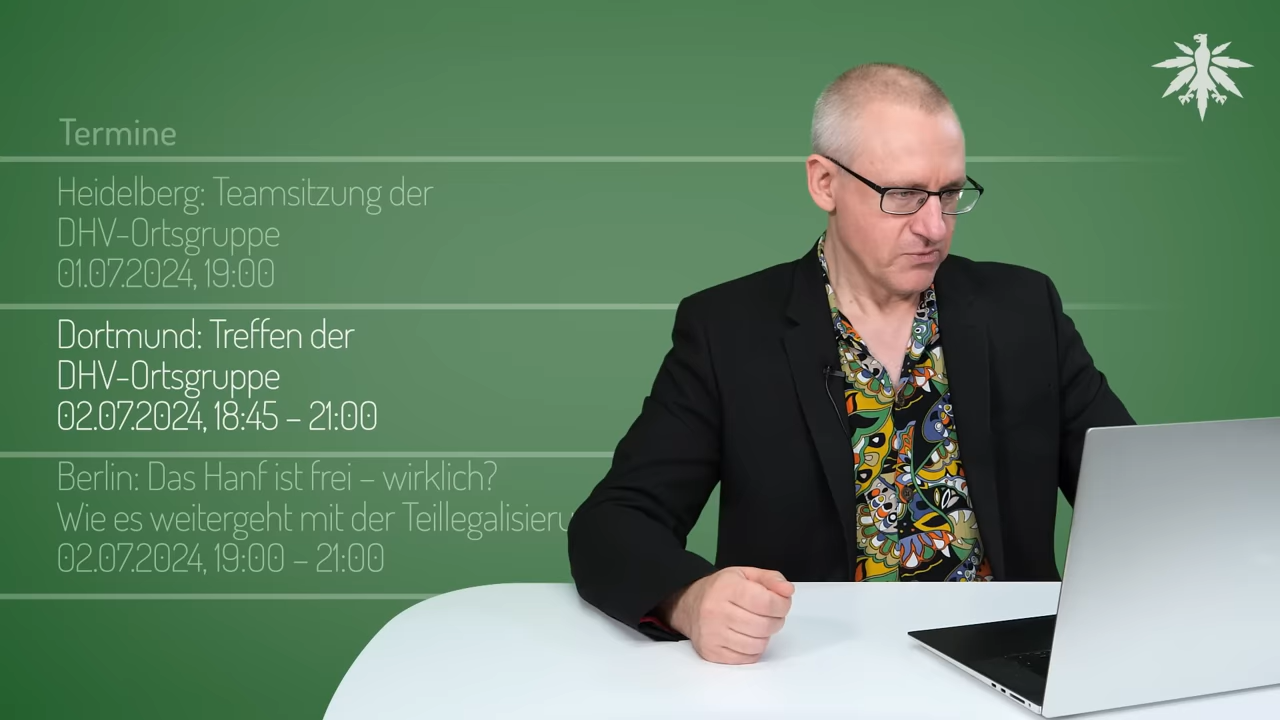 Termine
Heidelberg: Teamsitzung der
DHV-Ortsgruppe
01.07.2024, 19:00
Dortmund: Treffen der
DHV-Ortsgruppe
02.07.2024, 18:45 – 21:00
Berlin: Das Hanf ist frei – wirklich?
Wie es weitergeht mit der
02.07.2024, 19:00 – 21:00